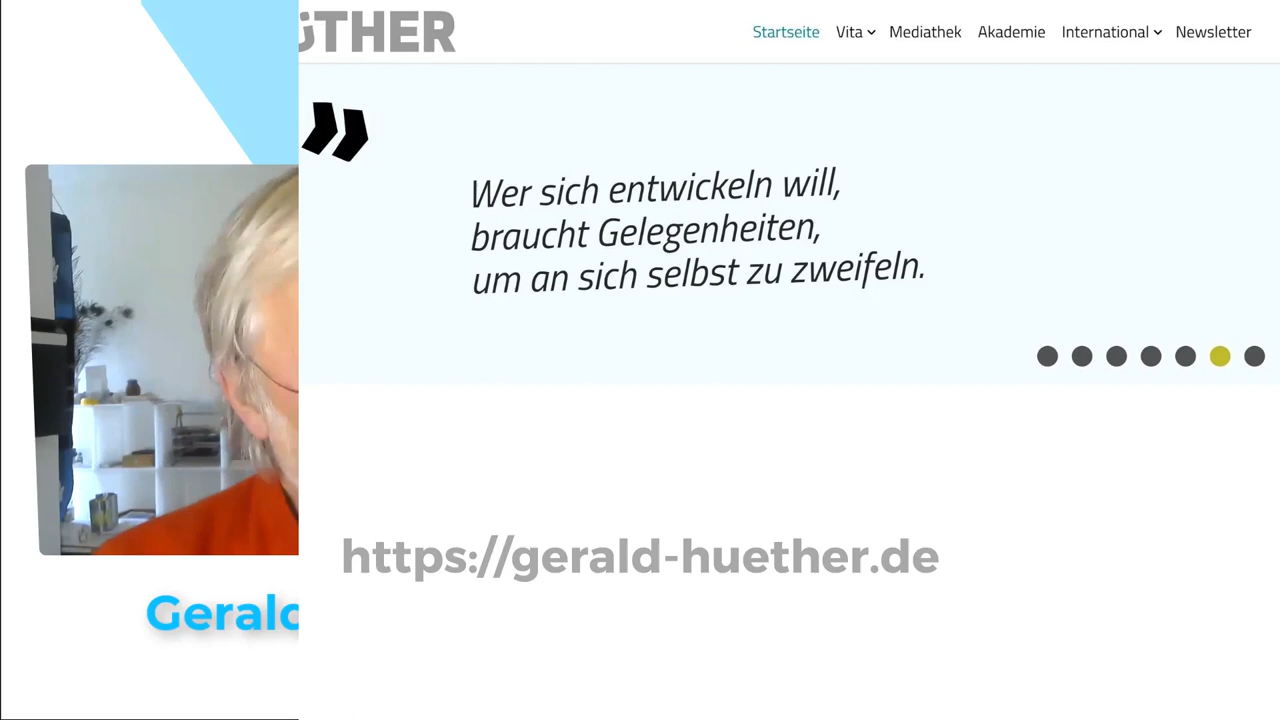 ÜTHER
Startseite Vita Mediathek Akademie International Newsletter
Wer sich entwickeln will,
braucht Gelegenheiten,
um an sich selbst zu zweifeln.
https://gerald-huether.de
Gerald